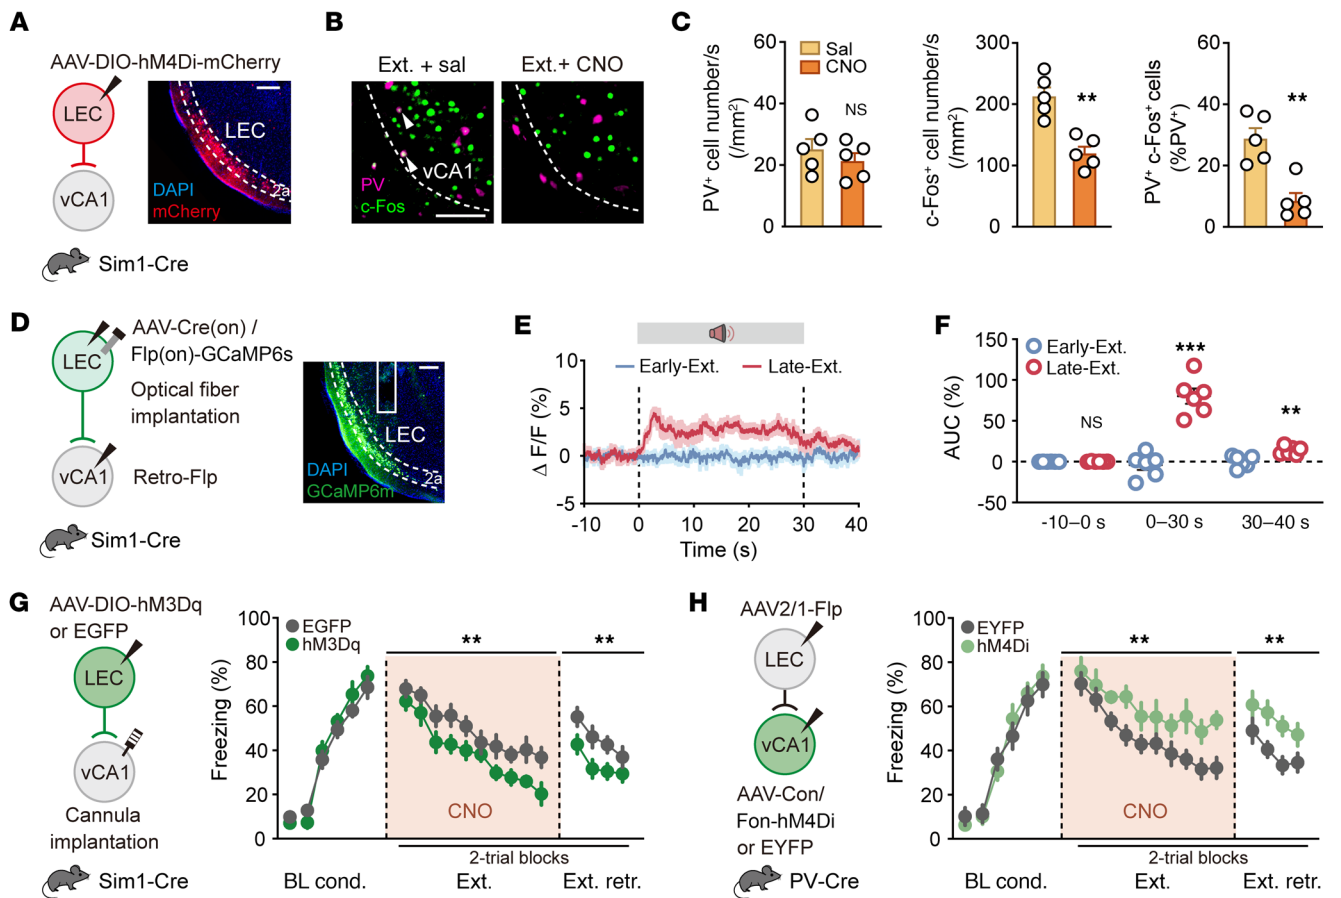 A
AAV-DIO-hM4Di-mCherry
LEC
vCA1
LEC
DAPI
mCherry
2a
Sim1-Cre
B
Ext. + sal
Ext.+ CNO
vCA1
PV
c-Fos
C
PV⁺ cell number/s
(/mm²)
60
40
20
0
Sal
CNO
NS
c-Fos⁺ cell number/s
(/mm²)
300
200
100
0
**
PV⁺ c-Fos⁺ cells
(%PV⁺)
60
40
20
0
**
D
AAV-Cre(on) /
Flp(on)-GCaMP6s
LEC
Optical fiber
implantation
vCA1
Retro-Flp
LEC
DAPI
GCaMP6m
2a
Sim1-Cre
E
Δ F/F (%)
10
5
0
-5
Early-Ext.
Late-Ext.
-10
0
10
20
30
40
Time (s)
F
AUC (%)
150
100
50
0
-50
Early-Ext.
Late-Ext.
NS
***
**
-10–0 s
0–30 s
30–40 s
G
AAV-DIO-hM3Dq
or EGFP
LEC
vCA1
Cannula
implantation
Sim1-Cre
Freezing (%)
100
80
60
40
20
0
EGFP
hM3Dq
**
**
CNO
2-trial blocks
BL cond.
Ext.
Ext. retr.
H
AAV2/1-Flp
LEC
vCA1
AAV-Con/
Fon-hM4Di
or EYFP
PV-Cre
Freezing (%)
100
80
60
40
20
0
EYFP
hM4Di
**
**
CNO
2-trial blocks
BL cond.
Ext.
Ext. retr.